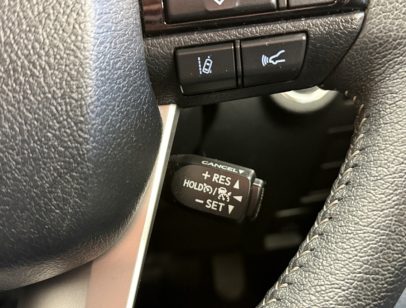 CANCEL▼
+ RES ▲
HOLD / ◄
− SET ▼